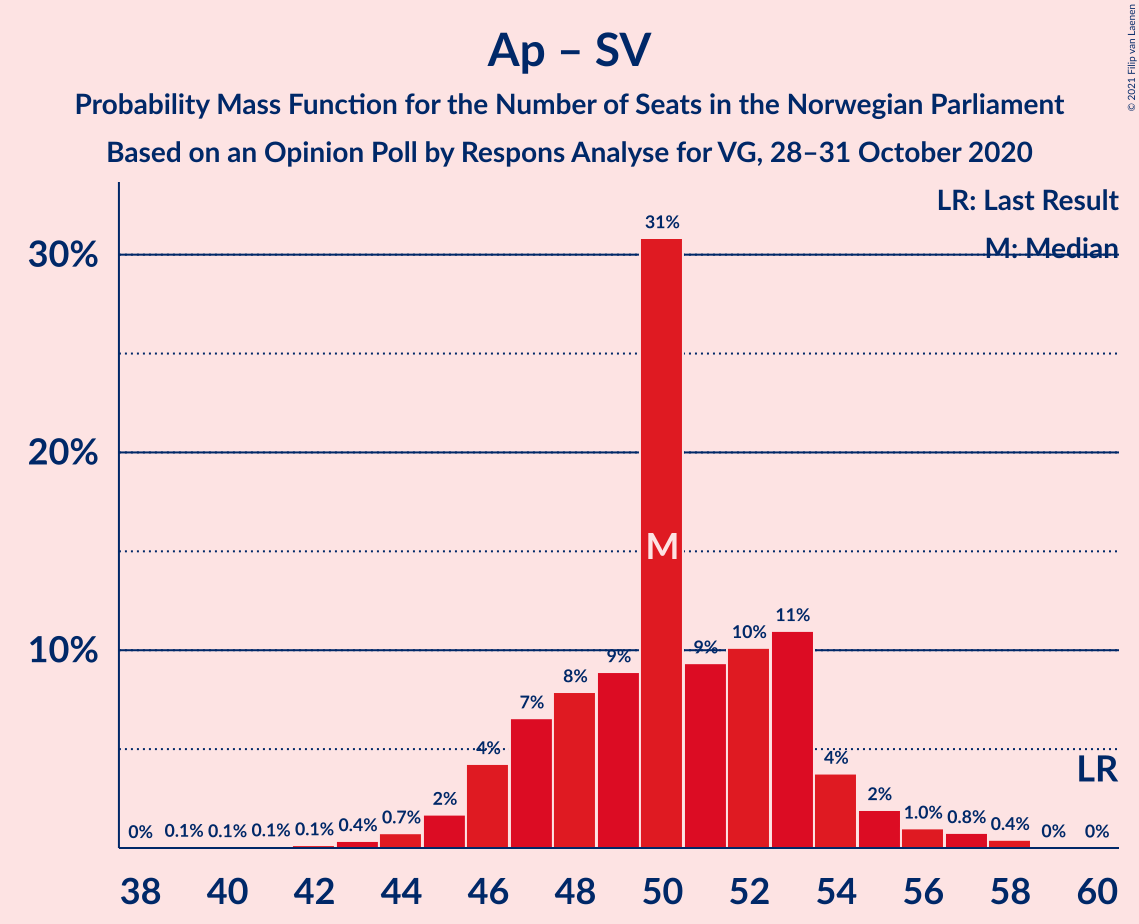 Ap – SV
Probability Mass Function for the Number of Seats in the Norwegian Parliament
Based on an Opinion Poll by Respons Analyse for VG, 28–31 October 2020
© 2021 Filip van Laenen
LR: Last Result
M: Median
30%
20%
10%
0%
0.1%
0.1%
0.1%
0.1%
0.4%
0.7%
2%
4%
7%
8%
9%
31%
9%
10%
11%
4%
2%
1.0%
0.8%
0.4%
0%
0%
M
LR
38 40 42 44 46 48 50 52 54 56 58 60